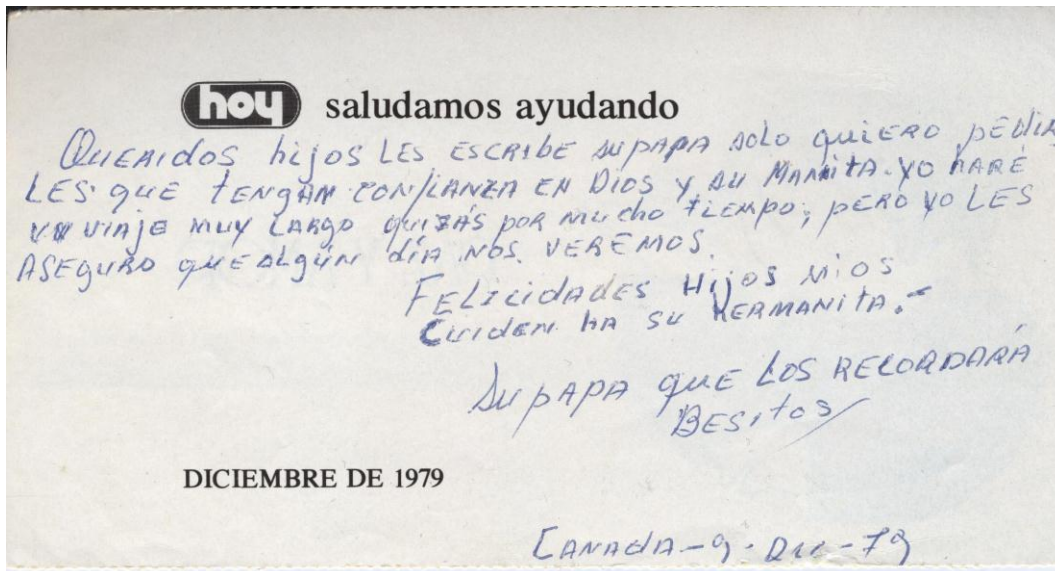 hoy saludamos ayudando
QUERIDOS hijos LES ESCRIBE su PAPA solo quiero pedir
LES que tengan confianza en Dios y su Mamita. yo HARÉ
un viaje muy largo quizás por mucho tiempo; pero yo LES
ASEGURO que algún día nos VEREMOS.
FELICIDADES Hijos mios
Cuiden ha su HERMANITA.-
Su PAPA que LOS RECORDARÁ
BESitos
DICIEMBRE DE 1979
CANADA-9-Dic-79